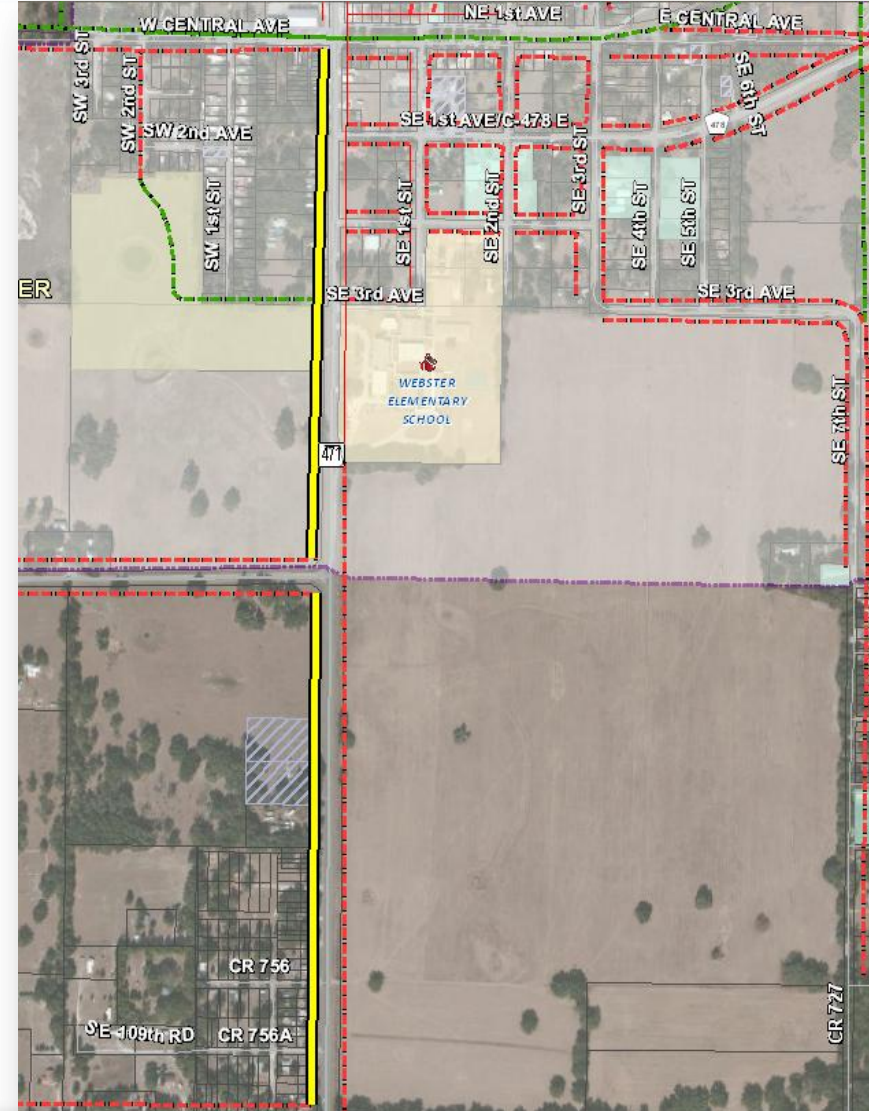 NE 1st AVE
W CENTRAL AVE
E CENTRAL AVE
SW 3rd ST
SW 2nd ST
SE 6th ST
SW 2nd AVE
SE 1st AVE/C-478 E
478
SE 3rd ST
SW 1st ST
SE 1st ST
SE 2nd ST
SE 4th ST
SE 5th ST
ER
SE 3rd AVE
SE 3rd AVE
WEBSTER
ELEMENTARY
SCHOOL
SE 7th ST
471
CR 756
SE 109th RD
CR 756A
CR 727